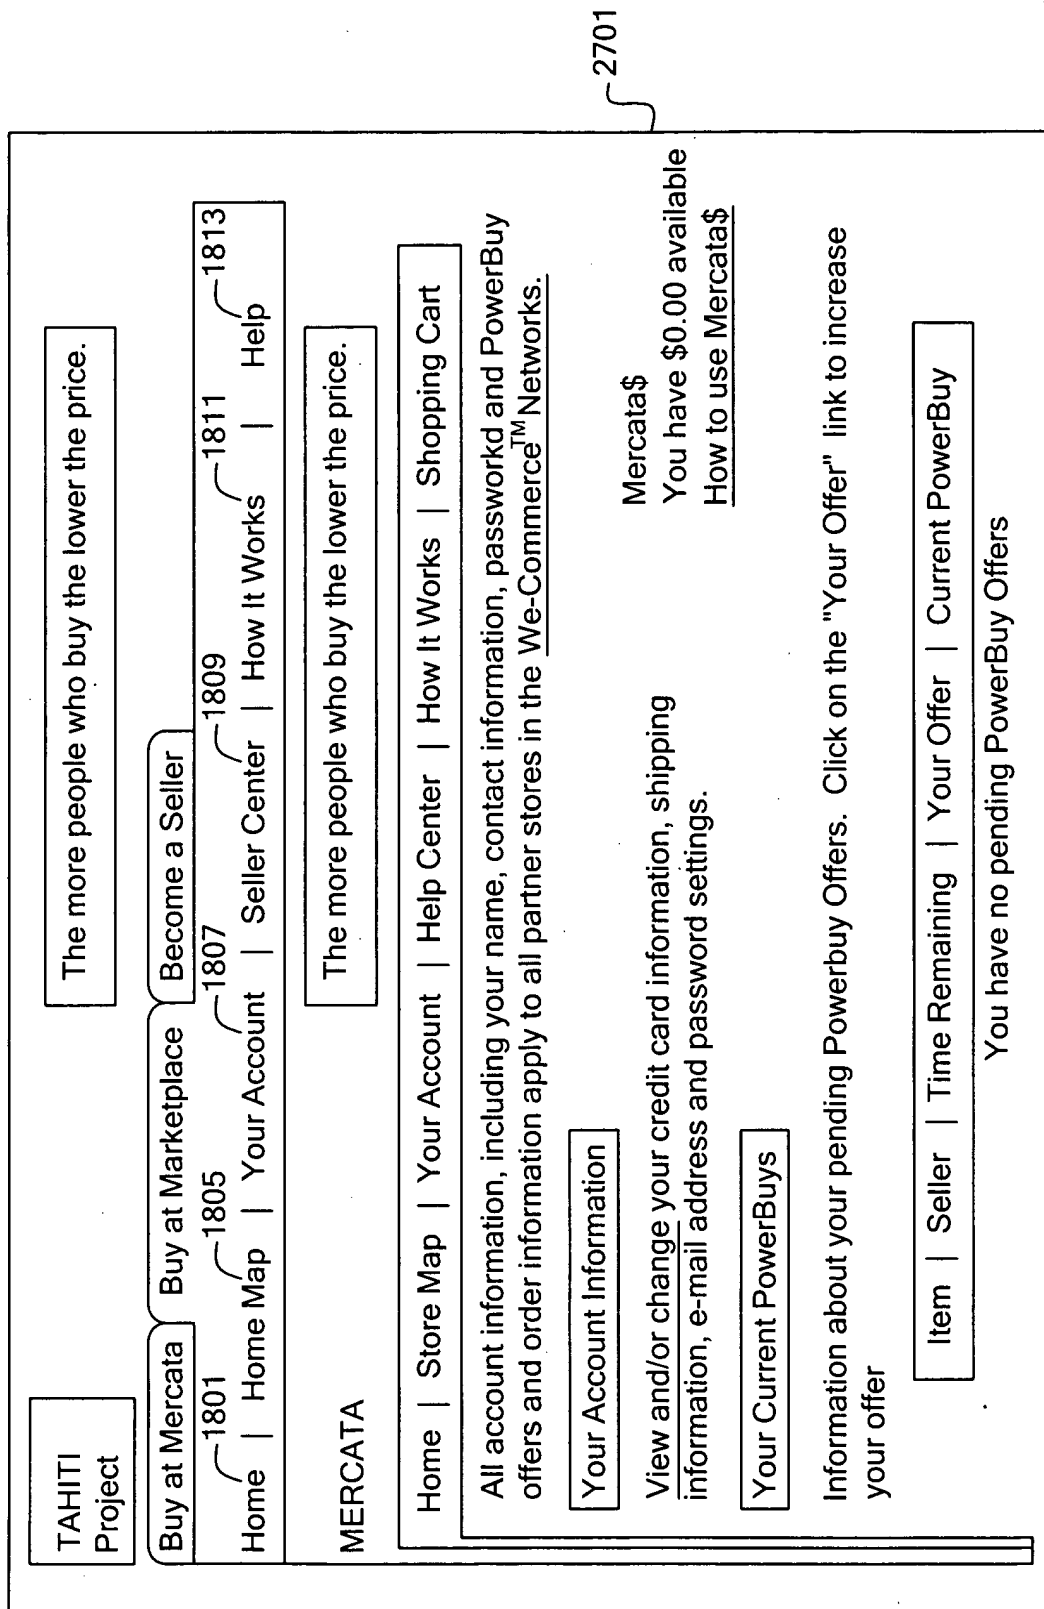 TAHITI
Project
The more people who buy the lower the price.
Buy at Mercata
Buy at Marketplace
Become a Seller
1801
1805
1807
1809
1811
1813
Home | Home Map | Your Account | Seller Center | How It Works | Help
MERCATA
The more people who buy the lower the price.
Home | Store Map | Your Account | Help Center | How It Works | Shopping Cart
All account information, including your name, contact information, passworkd and PowerBuy
offers and order information apply to all partner stores in the We-Commerce™ Networks.
Your Account Information
View and/or change your credit card information, shipping
information, e-mail address and password settings.
Mercata$
You have $0.00 available
How to use Mercata$
Your Current PowerBuys
Information about your pending Powerbuy Offers. Click on the "Your Offer" link to increase
your offer
Item | Seller | Time Remaining | Your Offer | Current PowerBuy
You have no pending PowerBuy Offers
2701